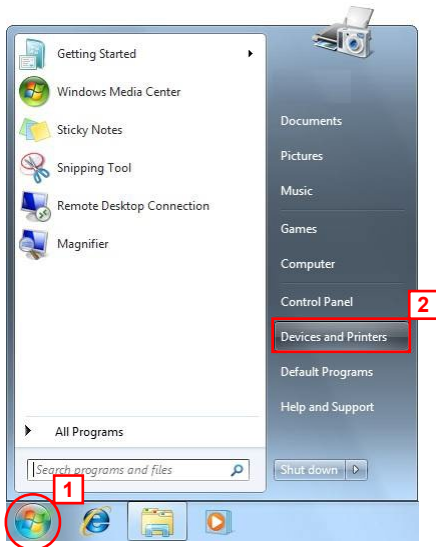 Getting Started
Windows Media Center
Sticky Notes
Snipping Tool
Remote Desktop Connection
Magnifier
All Programs
Search programs and files
Documents
Pictures
Music
Games
Computer
Control Panel
2
Devices and Printers
Default Programs
Help and Support
Shut down
1